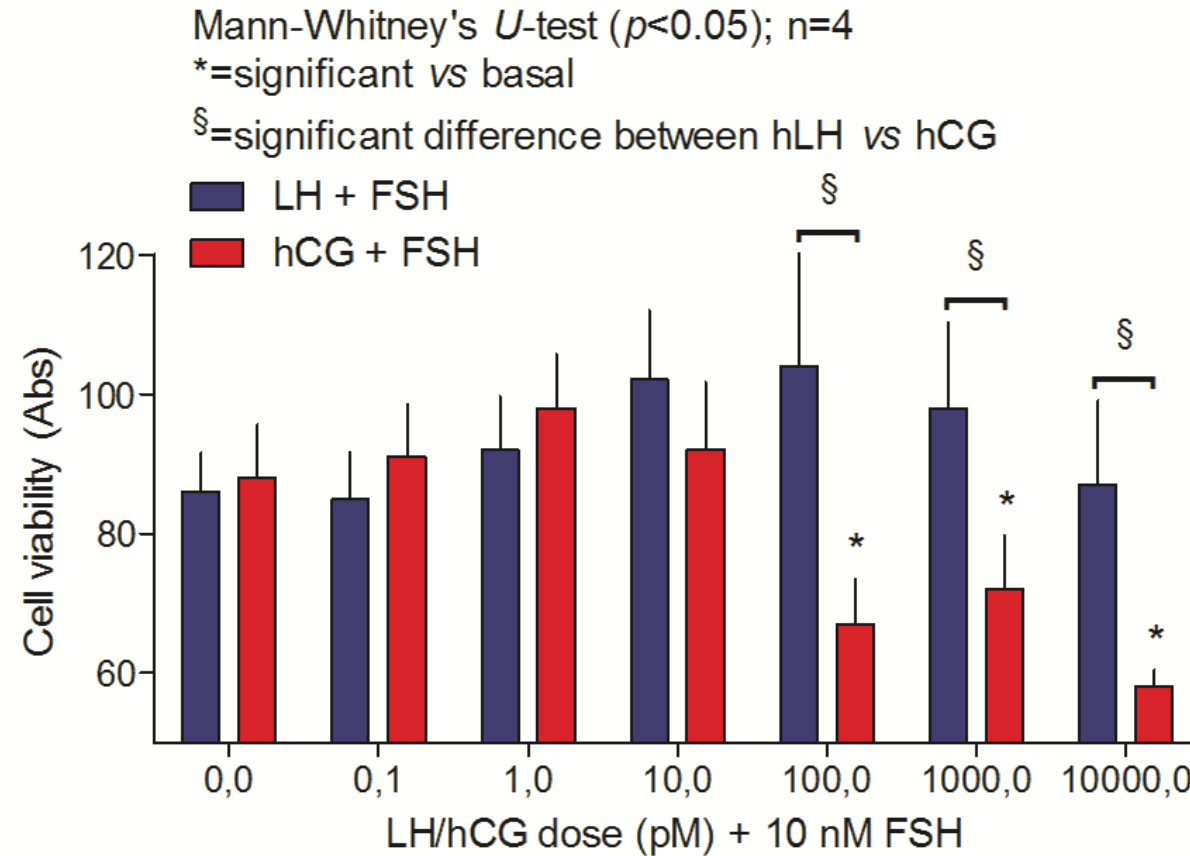 Mann-Whitney's U-test (p<0.05); n=4
*=significant vs basal
§=significant difference between hLH vs hCG
LH + FSH
hCG + FSH
§
§
§
*
*
*
120
100
80
60
Cell viability (Abs)
0,0 0,1 1,0 10,0 100,0 1000,0 10000,0
LH/hCG dose (pM) + 10 nM FSH